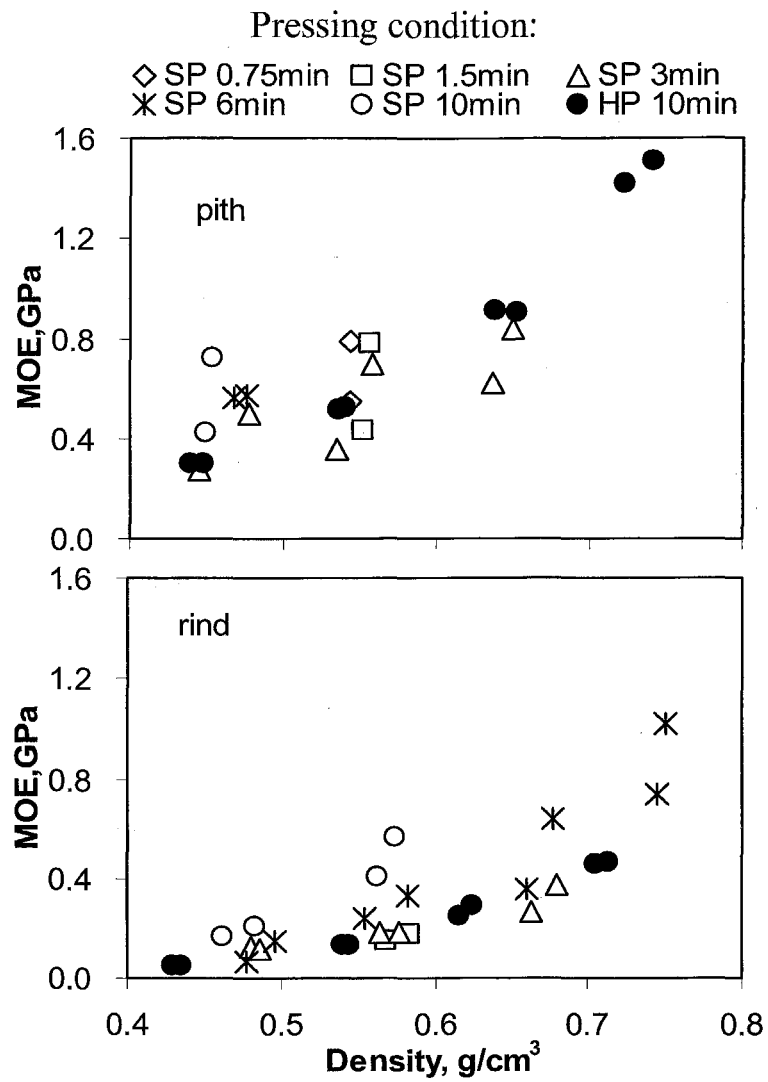 Pressing condition:
SP 0.75min SP 1.5min SP 3min
SP 6min SP 10min HP 10min
1.6
pith
1.2
MOE,GPa
0.8
0.4
0.0
1.6
rind
1.2
MOE,GPa
0.8
0.4
0.0
0.4 0.5 0.6 0.7 0.8
Density, g/cm³